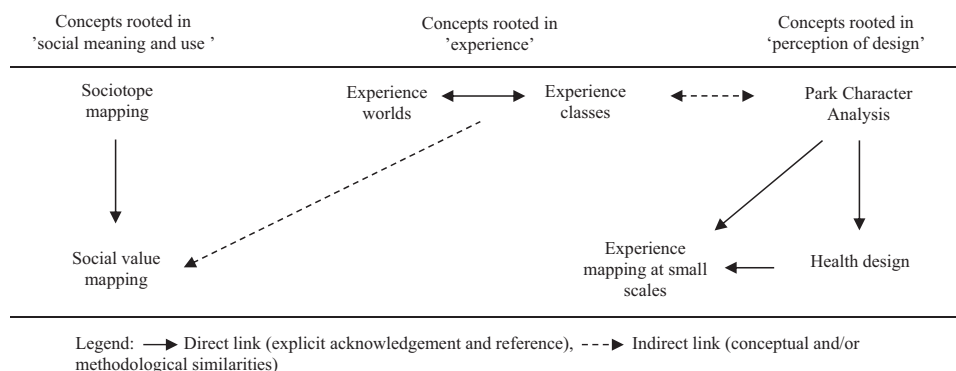 Concepts rooted in
'social meaning and use '
Concepts rooted in
'experience'
Concepts rooted in
‘perception of design’
Sociotope
mapping
Experience
worlds
Experience
classes
Park Character
Analysis
Social value
mapping
Experience
mapping at small
scales
Health design
Legend: Direct link (explicit acknowledgement and reference), Indirect link (conceptual and/or
methodological similarities)